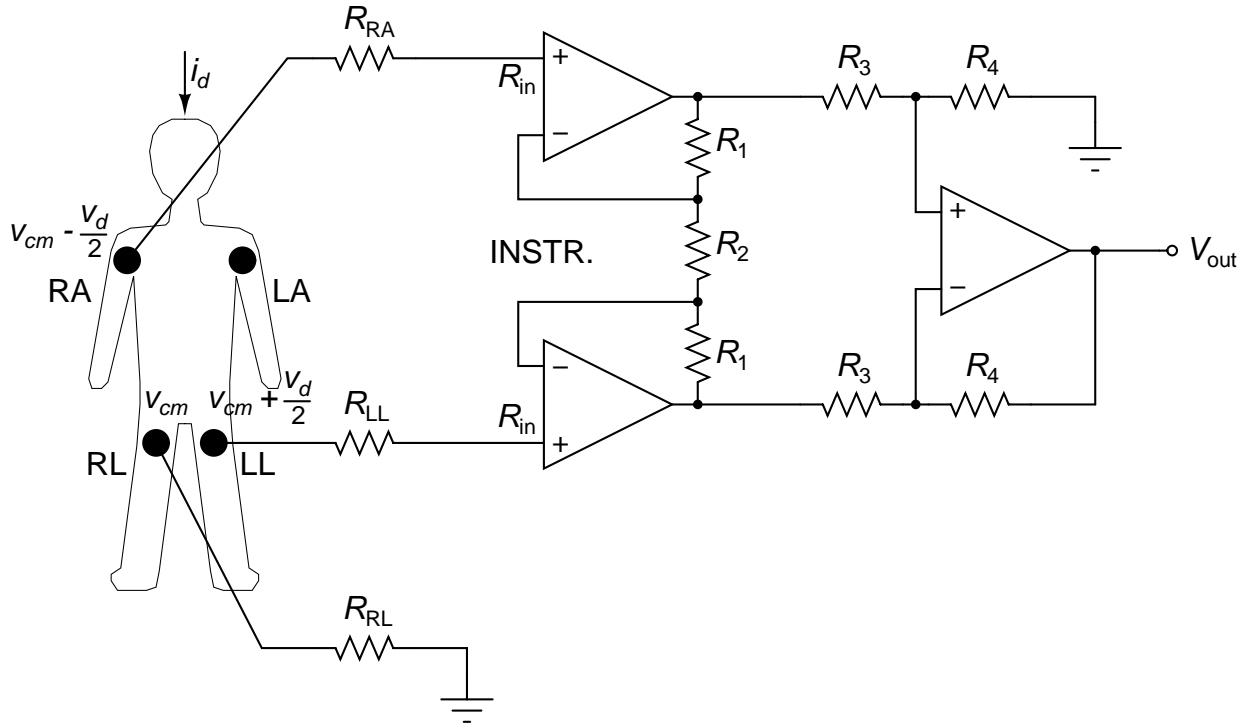 R_RA
i_d
R_in
+
−
R_1
R_3
R_4
v_cm - v_d/2
RA
LA
INSTR.
R_2
+
−
V_out
v_cm
v_cm + v_d/2
R_LL
R_in
−
+
R_1
R_3
R_4
RL
LL
R_RL